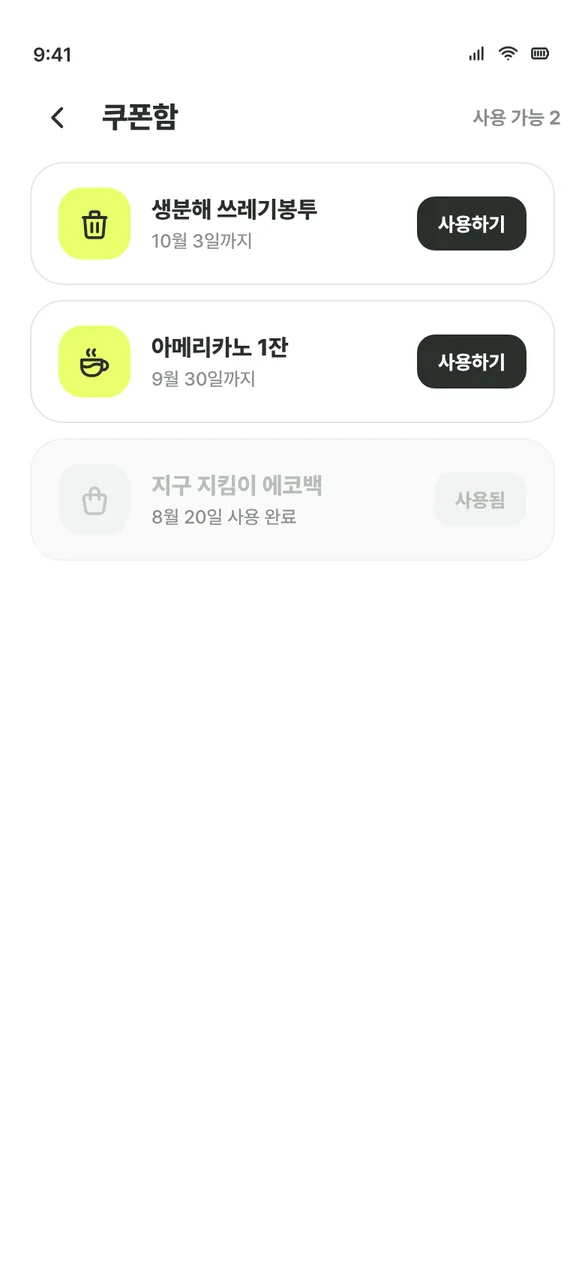 9:41
쿠폰함
사용 가능 2
생분해 쓰레기봉투
10월 3일까지
사용하기
아메리카노 1잔
9월 30일까지
사용하기
지구 지킴이 에코백
8월 20일 사용 완료
사용됨